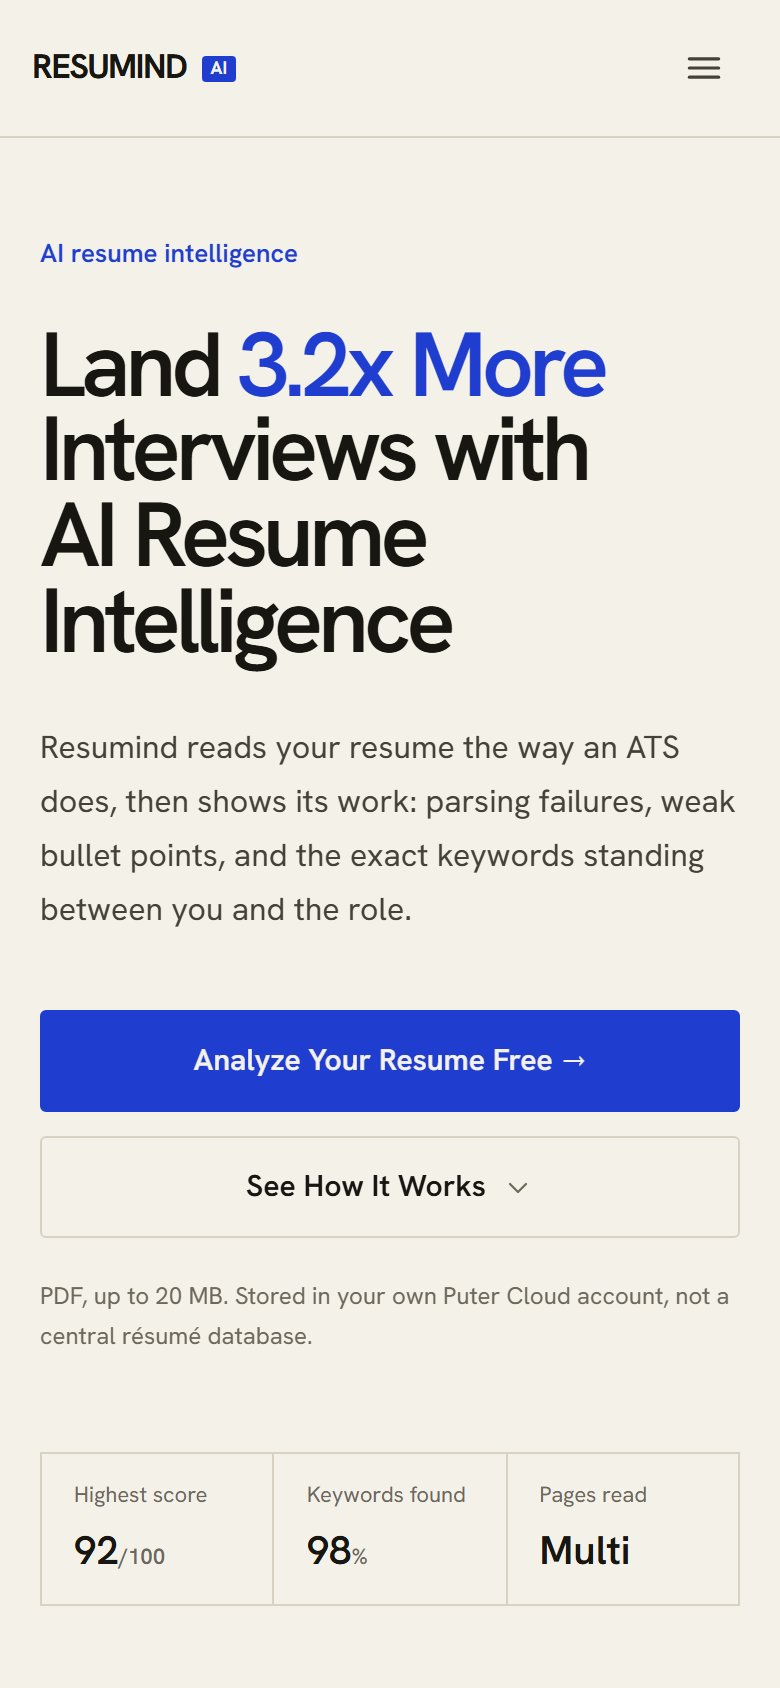 RESUMIND AI
AI resume intelligence
Land 3.2x More
Interviews with
AI Resume
Intelligence
Resumind reads your resume the way an ATS
does, then shows its work: parsing failures, weak
bullet points, and the exact keywords standing
between you and the role.
Analyze Your Resume Free →
See How It Works
PDF, up to 20 MB. Stored in your own Puter Cloud account, not a
central résumé database.
Highest score
92/100
Keywords found
98%
Pages read
Multi